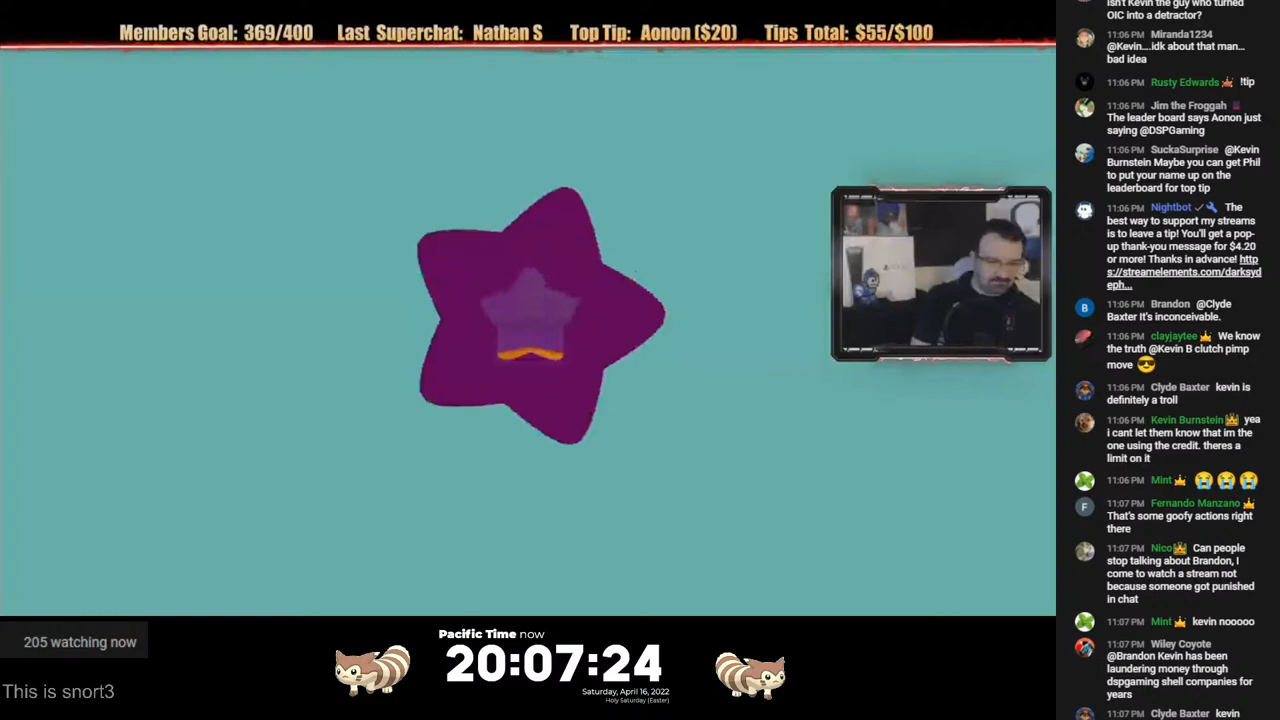 Members Goal: 369/400 Last Superchat: Nathan S Top Tip: Aonon ($20) Tips Total: $55/$100
isn't Kevin the guy who turned
OIC into a detractor?
11:06 PM Miranda1234
@Kevin....idk about that man...
bad idea
11:06 PM Rusty Edwards !tip
11:06 PM Jim the Froggah
The leader board says Aonon just
saying @DSPGaming
11:06 PM SuckaSurprise @Kevin
Burnstein Maybe you can get Phil
to put your name up on the
leaderboard for top tip
11:06 PM Nightbot The
best way to support my streams
is to leave a tip! You'll get a pop-
up thank-you message for $4.20
or more! Thanks in advance! http
s://streamelements.com/darksyd
eph...
11:06 PM Brandon @Clyde
Baxter It's inconceivable.
11:06 PM clayjaytee We know
the truth @Kevin B clutch pimp
move 😎
11:06 PM Clyde Baxter kevin is
definitely a troll
11:06 PM Kevin Burnstein yea
i cant let them know that im the
one using the credit. theres a
limit on it
11:06 PM Mint 😭 😭 😭
11:07 PM Fernando Manzano
That's some goofy actions right
there
11:07 PM Nico Can people
stop talking about Brandon, I
come to watch a stream not
because someone got punished
in chat
11:07 PM Mint kevin nooooo
11:07 PM Wiley Coyote
@Brandon Kevin has been
laundering money through
dspgaming shell companies for
years
11:07 PM Clyde Baxter kevin
205 watching now
Pacific Time now
20:07:24
Saturday, April 16, 2022
Holy Saturday (Easter)
This is snort3